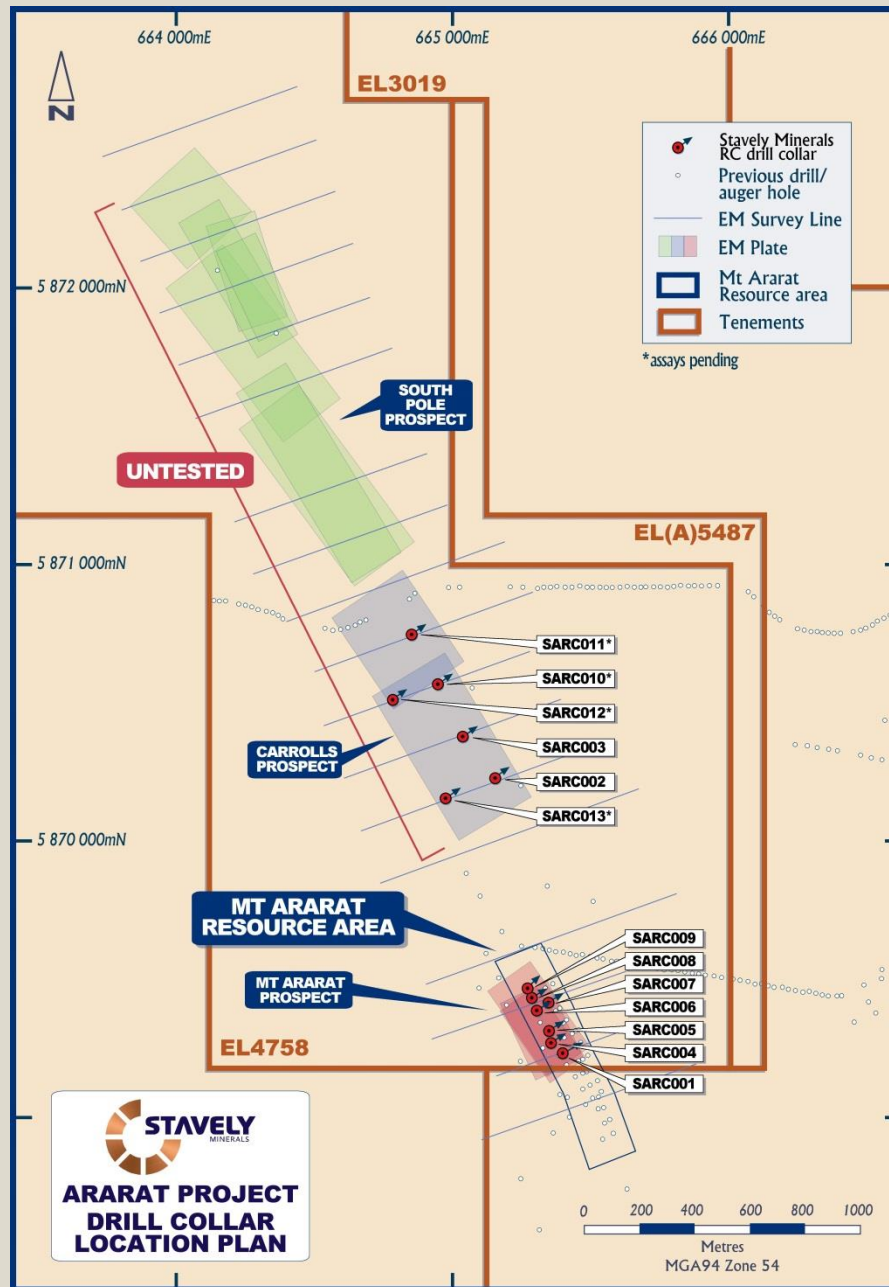 664 000mE
665 000mE
666 000mE
EL3019
N
Stavely Minerals
RC drill collar
Previous drill/
auger hole
EM Survey Line
EM Plate
Mt Ararat
Resource area
Tenements
*assays pending
5 872 000mN
SOUTH
POLE
PROSPECT
UNTESTED
EL(A)5487
5 871 000mN
SARC011*
SARC010*
SARC012*
CARROLLS
PROSPECT
SARC003
SARC002
SARC013*
5 870 000mN
MT ARARAT
RESOURCE AREA
MT ARARAT
PROSPECT
SARC009
SARC008
SARC007
SARC006
SARC005
SARC004
SARC001
EL4758
STAVELY
MINERALS
ARARAT PROJECT
DRILL COLLAR
LOCATION PLAN
0 200 400 600 800 1000
Metres
MGA94 Zone 54